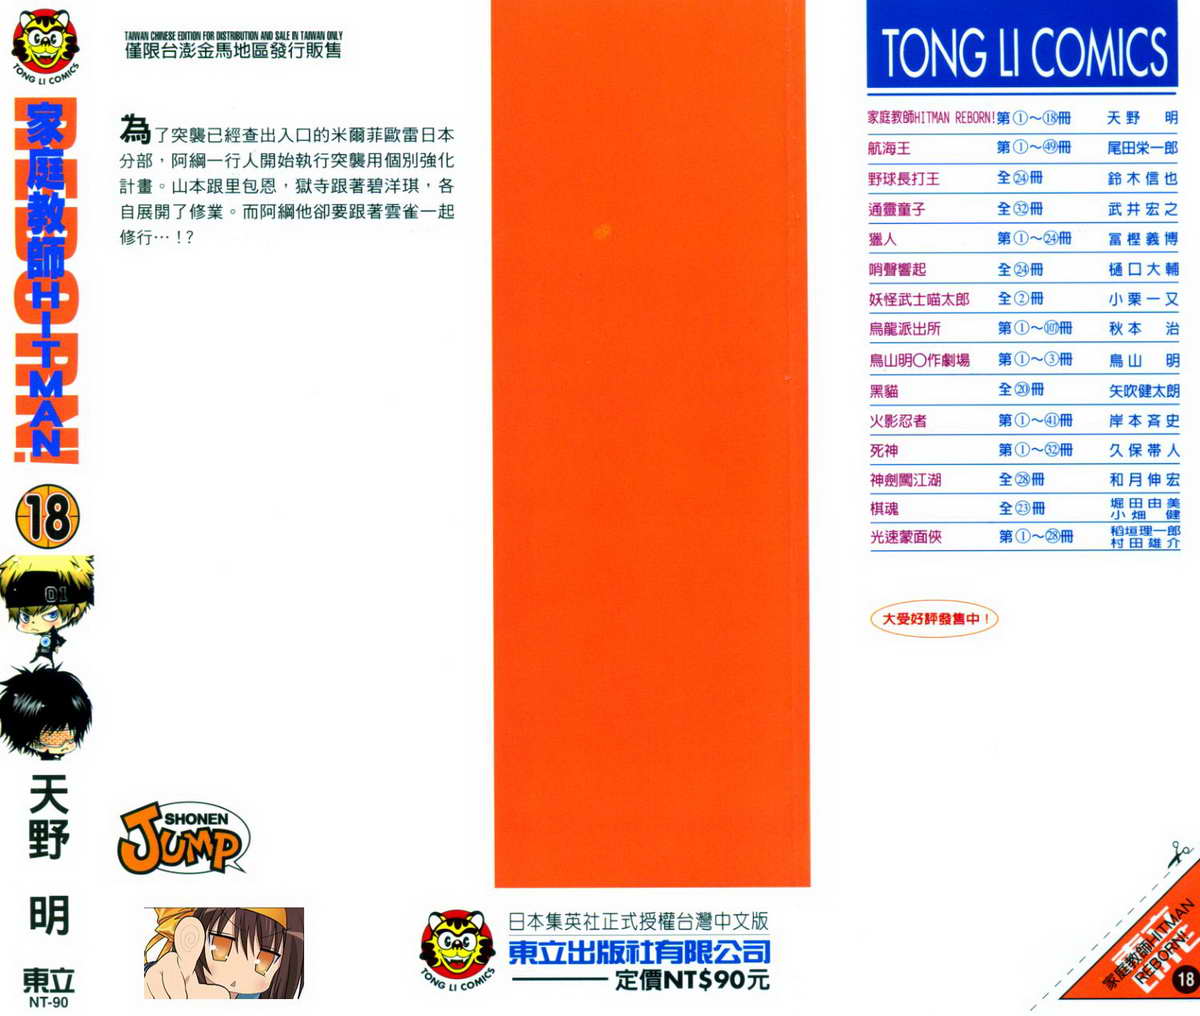 TONG LI COMICS
家庭教師HITMAN
REBORN!
18
01
天野 明
東立
NT-90
TAIWAN CHINESE EDITION FOR DISTRIBUTION AND SALE IN TAIWAN ONLY
僅限台澎金馬地區發行販售
為了突襲已經查出入口的米爾菲歐雷日本
分部，阿綱一行人開始執行突襲用個別強化
計畫。山本跟里包恩，獄寺跟著碧洋琪，各
自展開了修業。而阿綱他卻要跟著雲雀一起
修行…!?
SHONEN
JUMP
TONG LI COMICS
日本集英社正式授權台灣中文版
東立出版社有限公司
定價NT$90元
TONG LI COMICS
家庭教師HITMAN REBORN! 第①～⑱冊 天野 明
航海王 第①～㊾冊 尾田栄一郎
野球長打王 全㉔冊 鈴木信也
通靈童子 全㉜冊 武井宏之
獵人 第①～㉔冊 冨樫義博
哨聲響起 全㉔冊 樋口大輔
妖怪武士喵太郎 全②冊 小栗一又
烏龍派出所 第①～107冊 秋本 治
鳥山明〇作劇場 第①～③冊 鳥山 明
黑貓 全⑳冊 矢吹健太朗
火影忍者 第①～㊶冊 岸本斉史
死神 第①～㉜冊 久保帯人
神劍闖江湖 全㉘冊 和月伸宏
棋魂 全㉓冊 堀田由美
小畑 健
光速蒙面俠 第①～㉘冊 稻垣理一郎
村田雄介
大受好評發售中！
家庭教師HITMAN
REBORN!
18